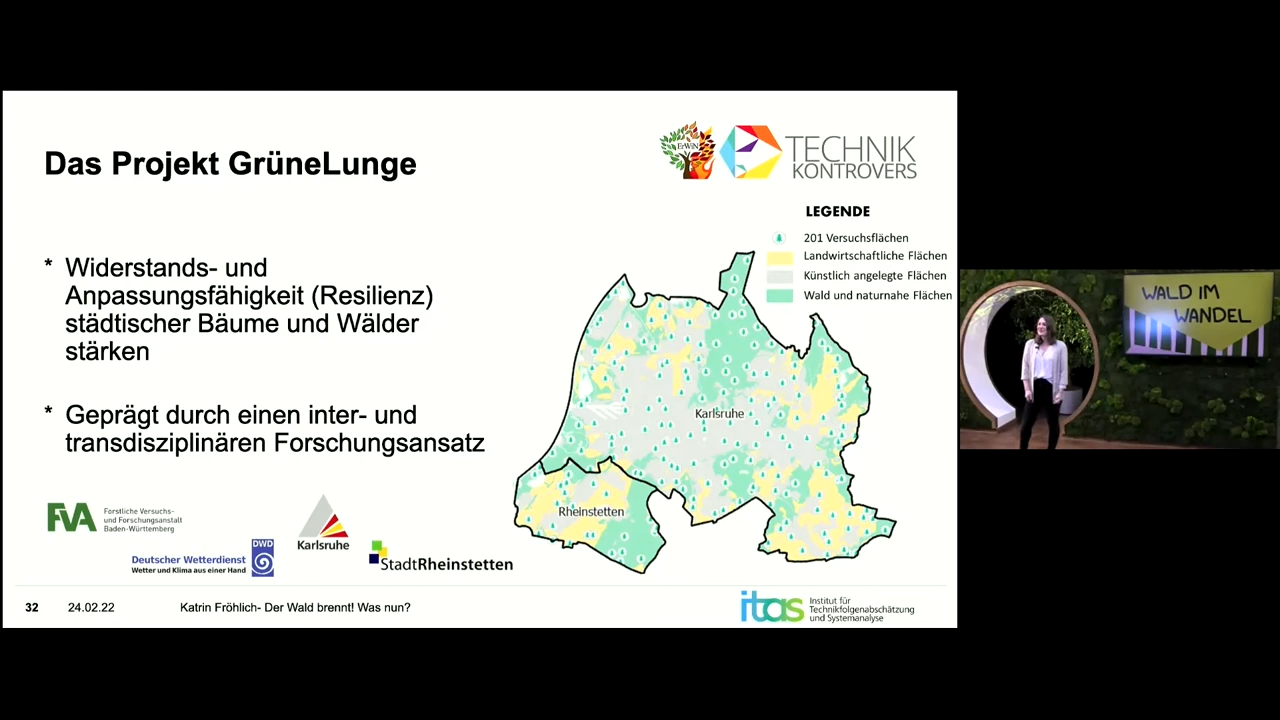 Das Projekt GrüneLunge
ErWiN
TECHNIK
KONTROVERS
* Widerstands- und
Anpassungsfähigkeit (Resilienz)
städtischer Bäume und Wälder
stärken
* Geprägt durch einen inter- und
transdisziplinären Forschungsansatz
LEGENDE
201 Versuchsflächen
Landwirtschaftliche Flächen
Künstlich angelegte Flächen
Wald und naturnahe Flächen
Karlsruhe
Rheinstetten
FVA
Forstliche Versuchs-
und Forschungsanstalt
Baden-Württemberg
Deutscher Wetterdienst
Wetter und Klima aus einer Hand
DWD
Karlsruhe
StadtRheinstetten
32
24.02.22
Katrin Fröhlich- Der Wald brennt! Was nun?
itas
Institut für
Technikfolgenabschätzung
und Systemanalyse
WALD IM
WANDEL